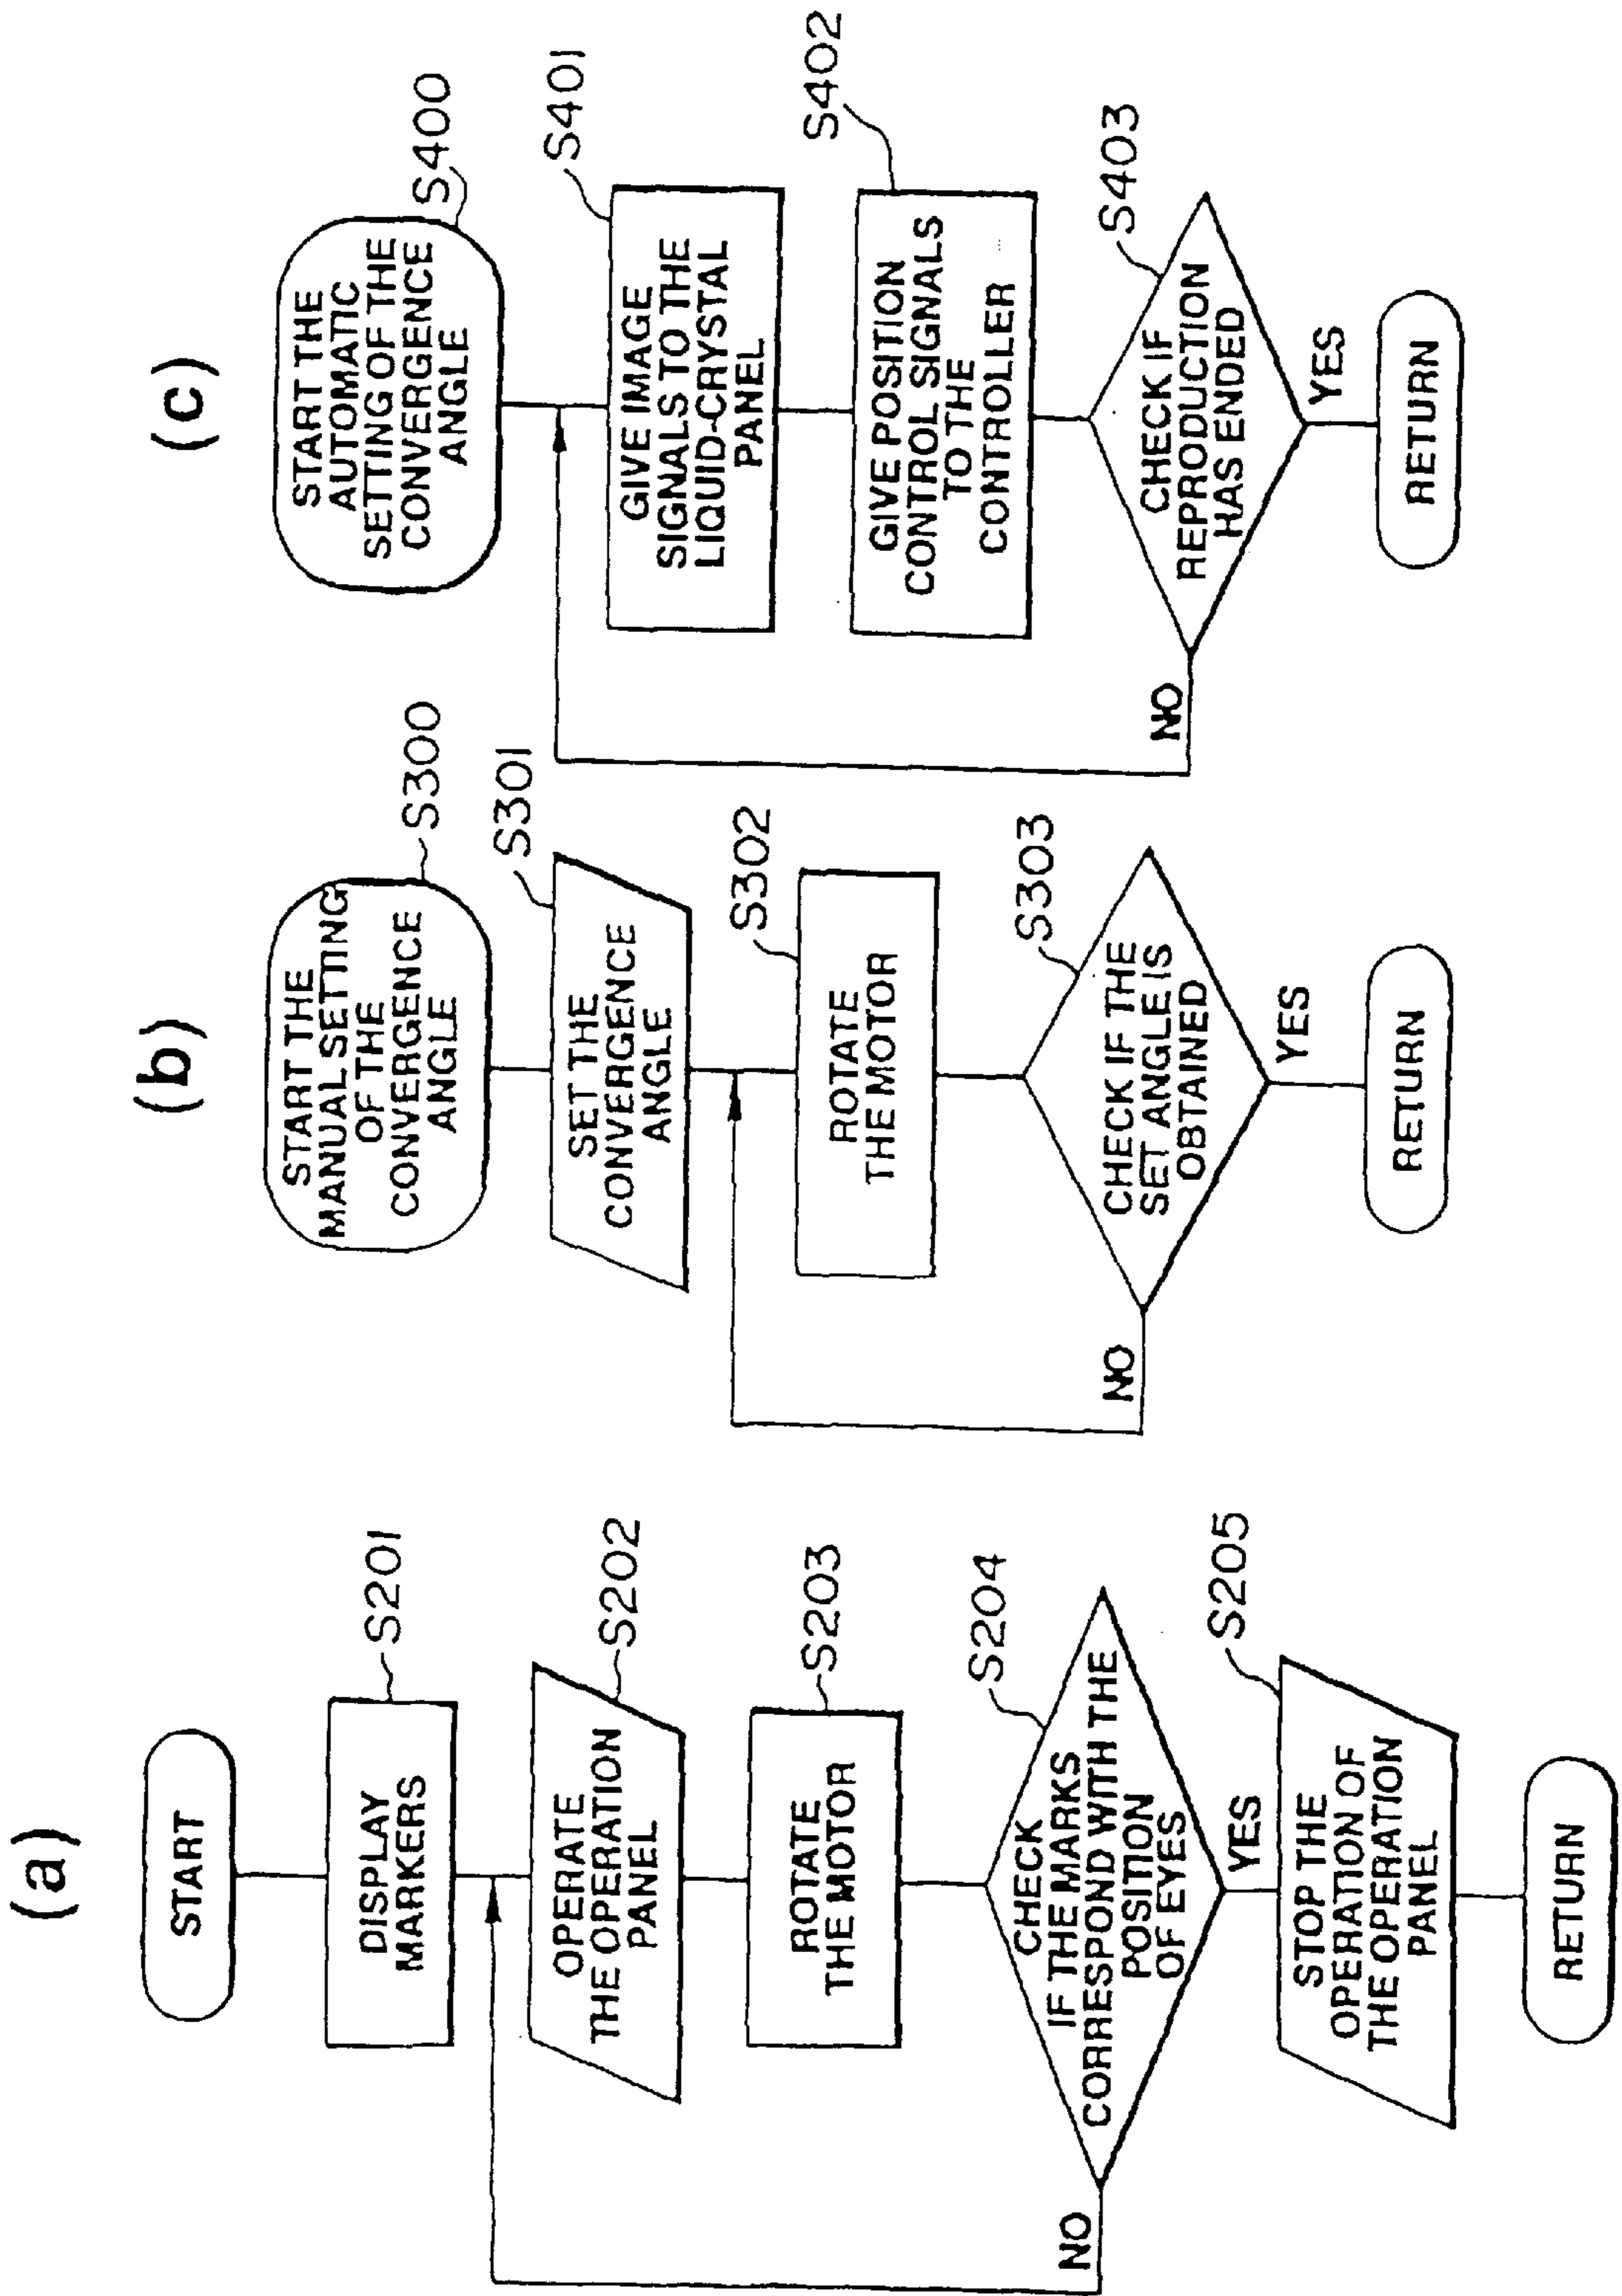 (a)
START
DISPLAY
MARKERS
S201
OPERATE
THE OPERATION
PANEL
S202
ROTATE
THE MOTOR
S203
CHECK
IF THE MARKS
CORRESPOND WITH THE
POSITION
OF EYES
S204
NO
YES
STOP THE
OPERATION OF
THE OPERATION
PANEL
S205
RETURN
(b)
START THE
MANUAL SETTING
OF THE
CONVERGENCE
ANGLE
S300
SET THE
CONVERGENCE
ANGLE
S301
ROTATE
THE MOTOR
S302
CHECK IF THE
SET ANGLE IS
OBTAINED
S303
NO
YES
RETURN
(c)
START THE
AUTOMATIC
SETTING OF THE
CONVERGENCE
ANGLE
S400
GIVE IMAGE
SIGNALS TO THE
LIQUID-CRYSTAL
PANEL
S401
GIVE POSITION
CONTROL SIGNALS
TO THE
CONTROLLER
S402
CHECK IF
REPRODUCTION
HAS ENDED
S403
NO
YES
RETURN